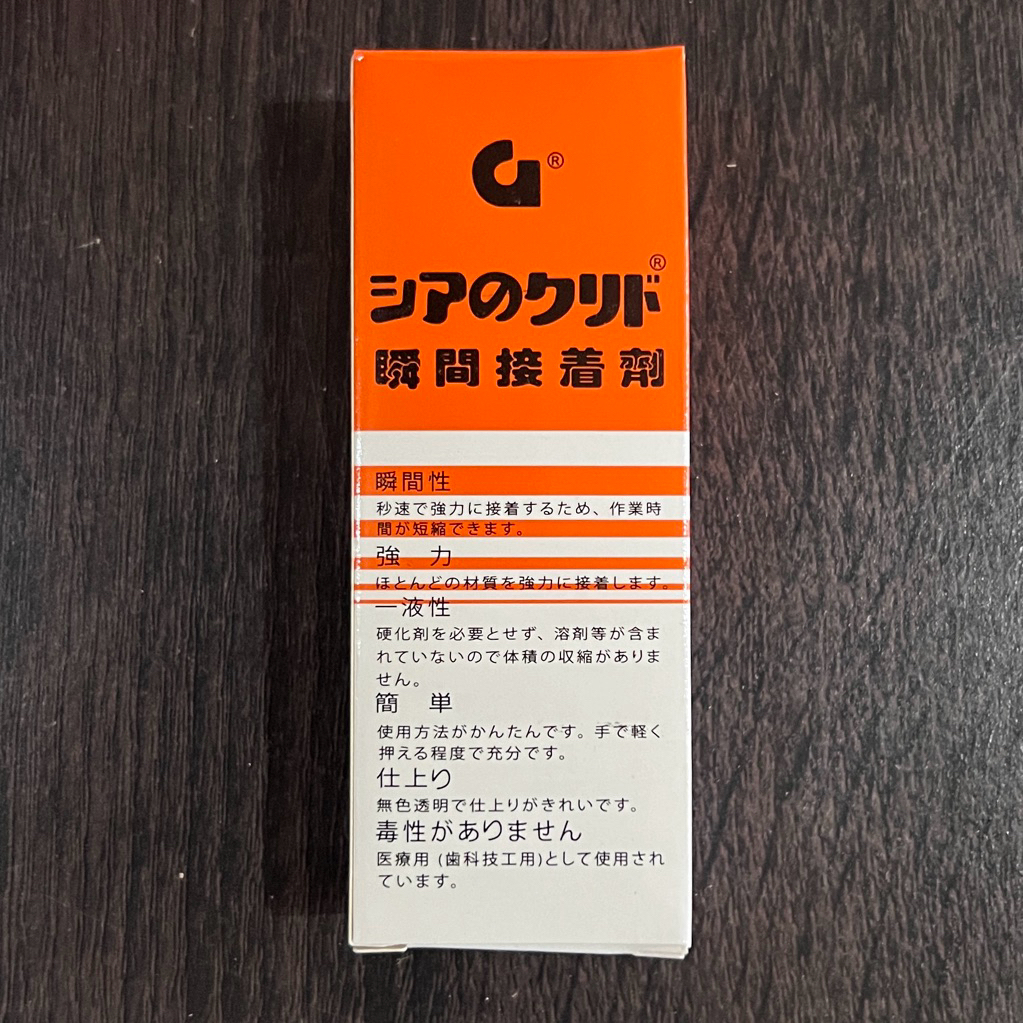 ®
シアのクリド®
瞬間接着剤
瞬間性
秒速で強力に接着するため、作業時
間が短縮できます。
強 力
ほとんどの材質を強力に接着します。
一液性
硬化剤を必要とせず、溶剤等が含ま
れていないので体積の収縮がありま
せん。
簡 単
使用方法がかんたんです。手で軽く
押える程度で充分です。
仕上り
無色透明で仕上りがきれいです。
毒性がありません
医療用 (歯科技工用)として使用され
ています。